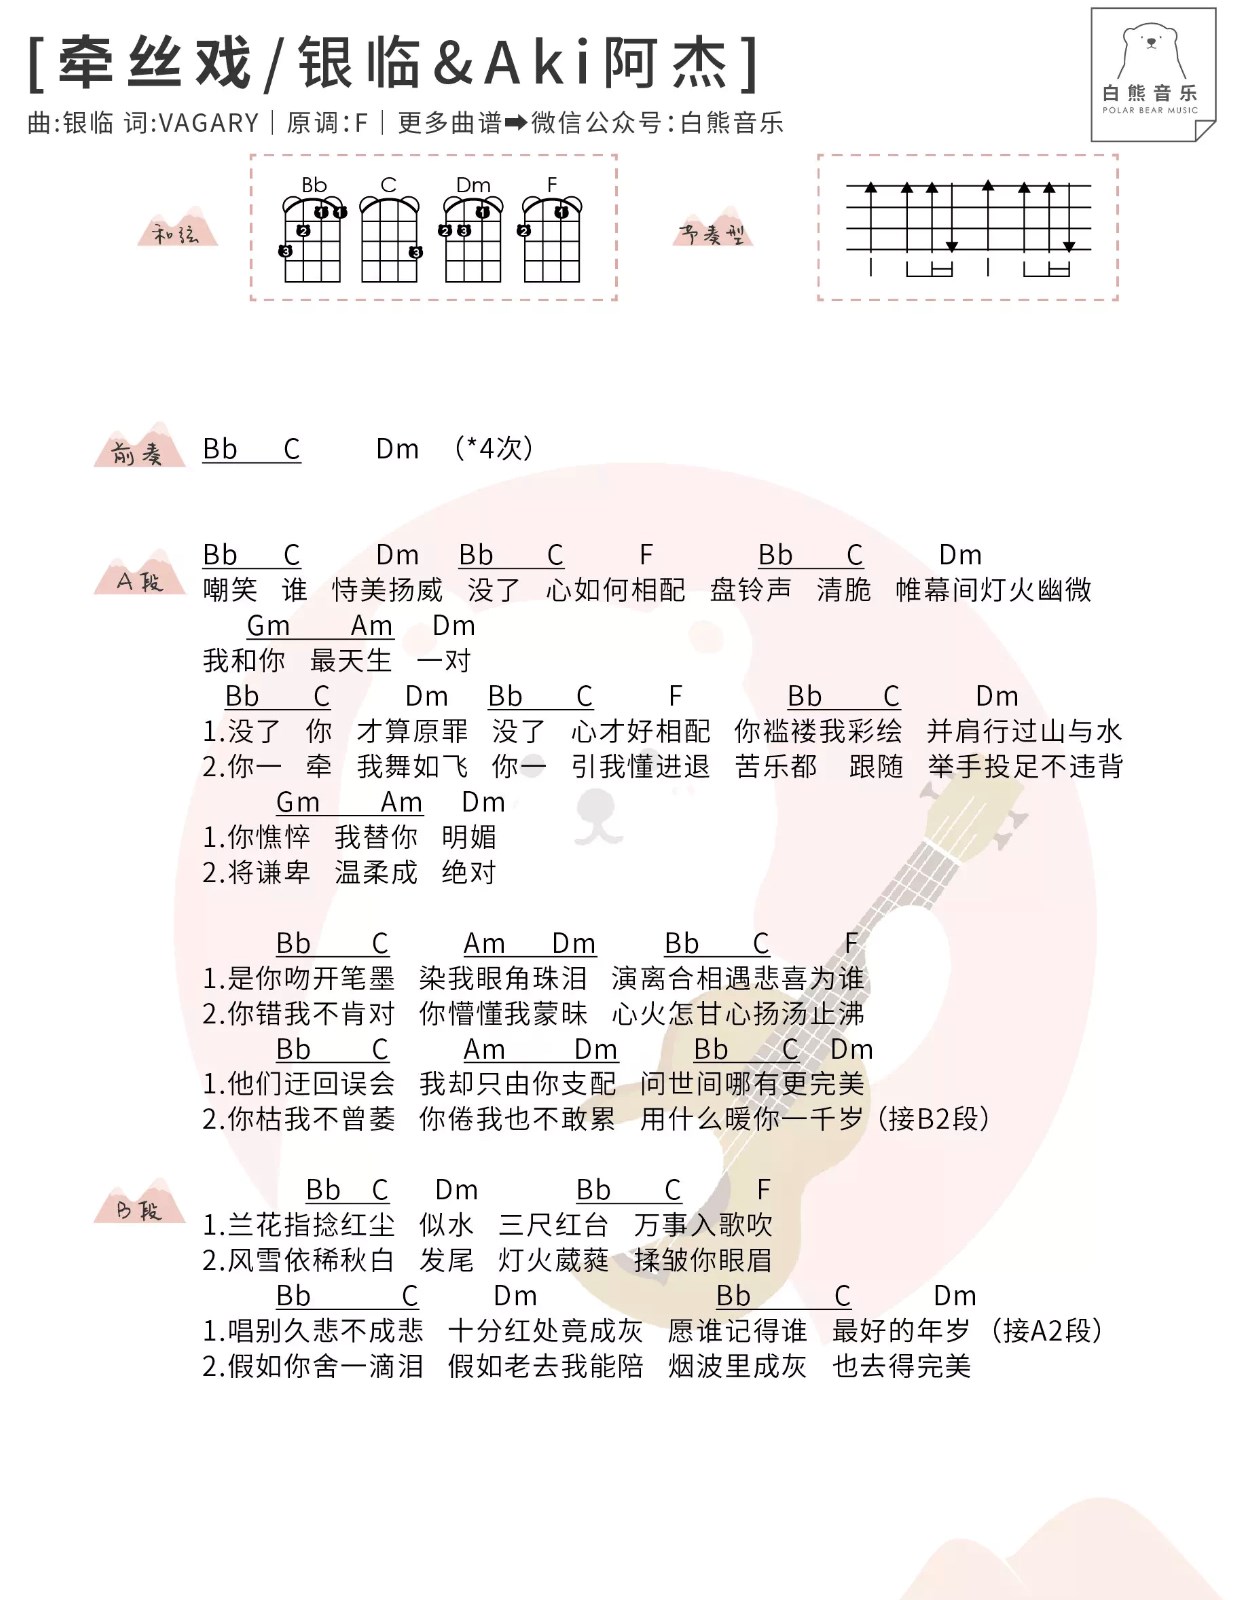 [牵丝戏/银临&Aki阿杰]
白熊音乐
POLAR BEAR MUSIC
曲:银临 词:VAGARY｜原调:F｜更多曲谱➡微信公众号:白熊音乐
和弦
Bb C Dm F
1 1 2 3
3
1 2 3
1 2
节奏型
前奏
Bb C Dm （*4次）
A段
Bb C Dm Bb C F Bb C Dm
嘲笑 谁 恃美扬威 没了 心如何相配 盘铃声 清脆 帷幕间灯火幽微
Gm Am Dm
我和你 最天生 一对
Bb C Dm Bb C F Bb C Dm
1.没了 你 才算原罪 没了 心才好相配 你褴褛我彩绘 并肩行过山与水
2.你一 牵 我舞如飞 你一 引我懂进退 苦乐都 跟随 举手投足不违背
Gm Am Dm
1.你憔悴 我替你 明媚
2.将谦卑 温柔成 绝对
Bb C Am Dm Bb C F
1.是你吻开笔墨 染我眼角珠泪 演离合相遇悲喜为谁
2.你错我不肯对 你懵懂我蒙昧 心火怎甘心扬汤止沸
Bb C Am Dm Bb C Dm
1.他们迂回误会 我却只由你支配 问世间哪有更完美
2.你枯我不曾萎 你倦我也不敢累 用什么暖你一千岁（接B2段）
B段
Bb C Dm Bb C F
1.兰花指捻红尘 似水 三尺红台 万事入歌吹
2.风雪依稀秋白 发尾 灯火葳蕤 揉皱你眼眉
Bb C Dm Bb C Dm
1.唱别久悲不成悲 十分红处竟成灰 愿谁记得谁 最好的年岁 （接A2段）
2.假如你舍一滴泪 假如老去我能陪 烟波里成灰 也去得完美